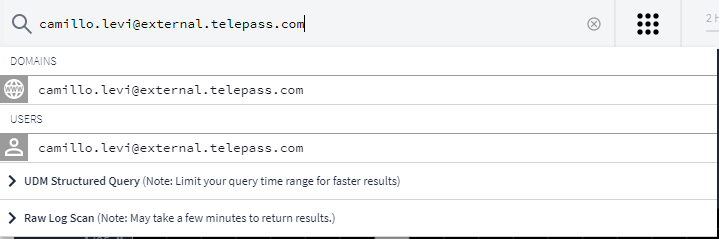 camillo.levi@external.telepass.com
2 H
DOMAINS
camillo.levi@external.telepass.com
USERS
camillo.levi@external.telepass.com
UDM Structured Query (Note: Limit your query time range for faster results)
Raw Log Scan (Note: May take a few minutes to return results.)